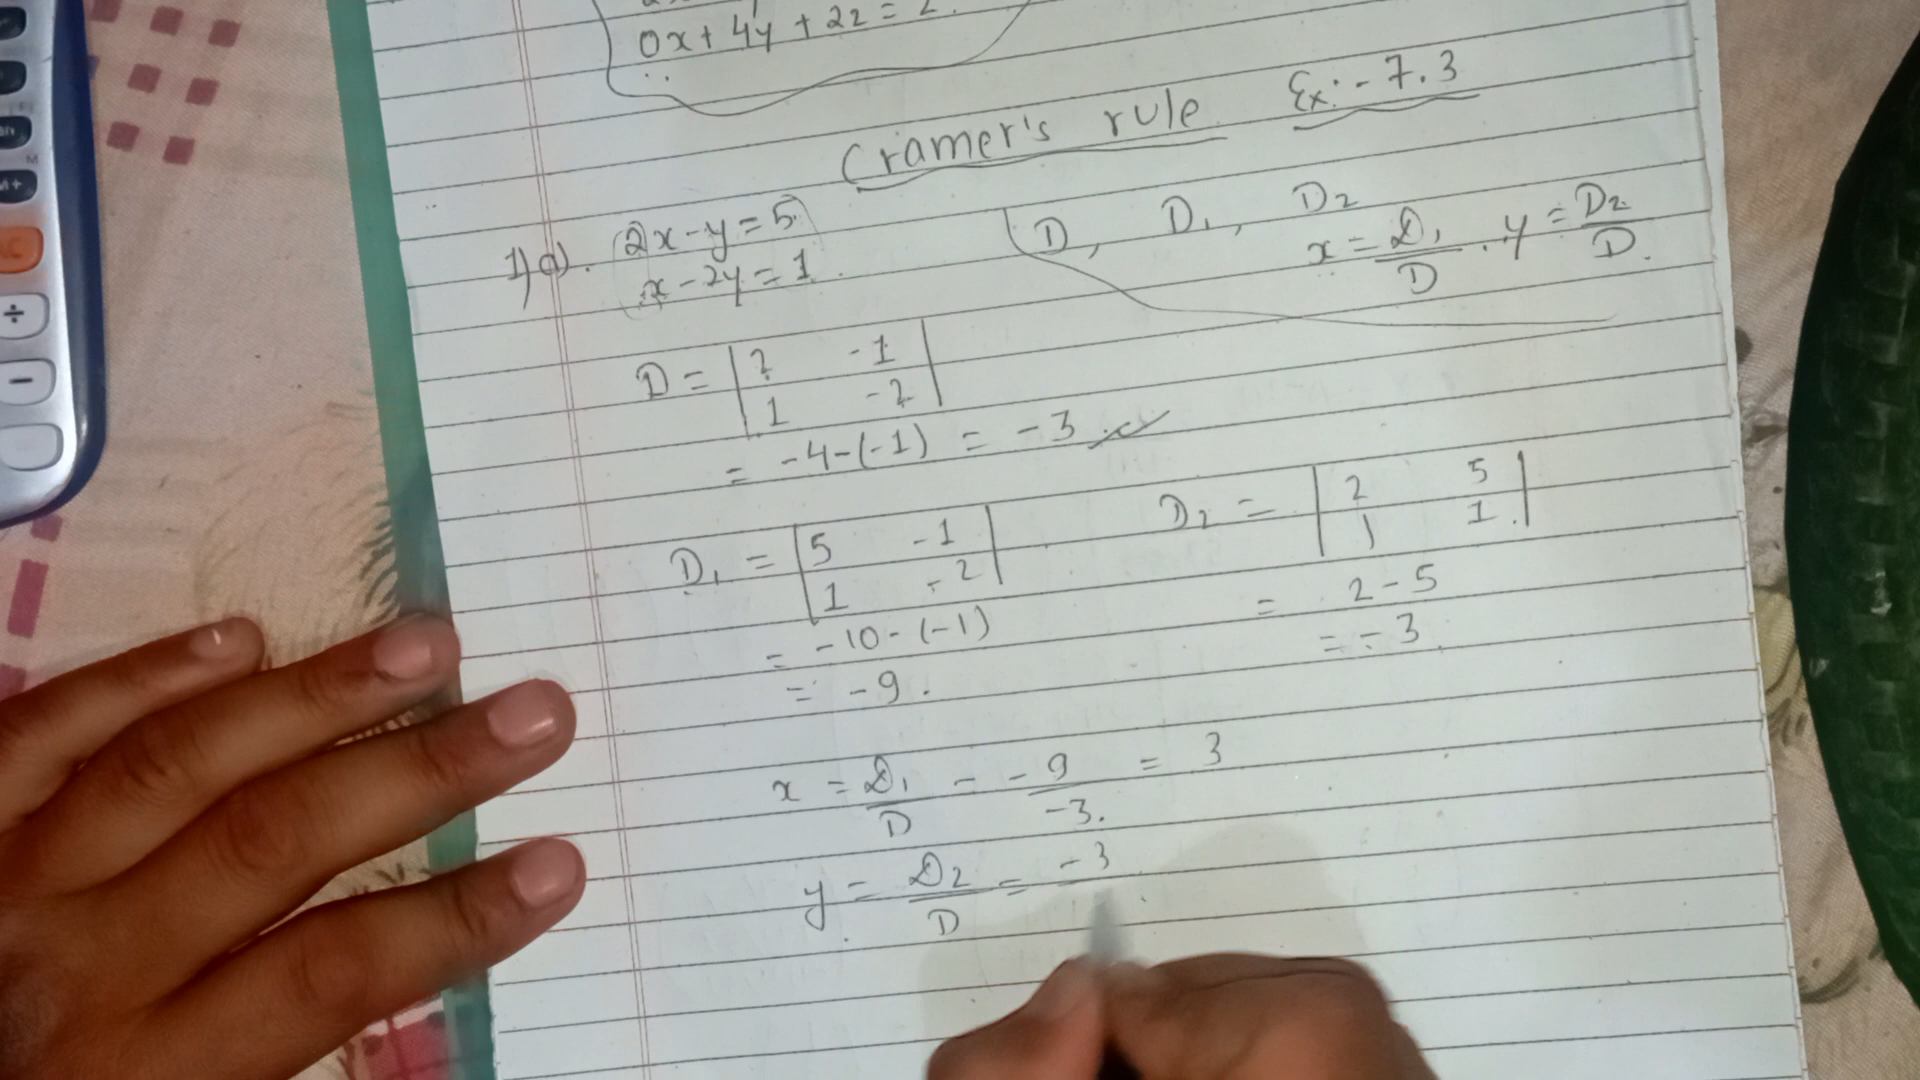 0x + 4y + 2z = 2
Cramer's rule Ex:- 7.3
1) a). 2x - y = 5
x - 2y = 1
D, D1, D2
x = D1/D . y = D2/D.
D = | 2 -1 |
| 1 -2 |
= -4-(-1) = -3
D1 = | 5 -1 |
| 1 -2 |
= -10-(-1)
= -9.
D2 = | 2 5 |
| 1 1. |
= 2-5
= -3.
x = D1/D = -9/-3. = 3
y = D2/D = -3
÷
−
M+
AC